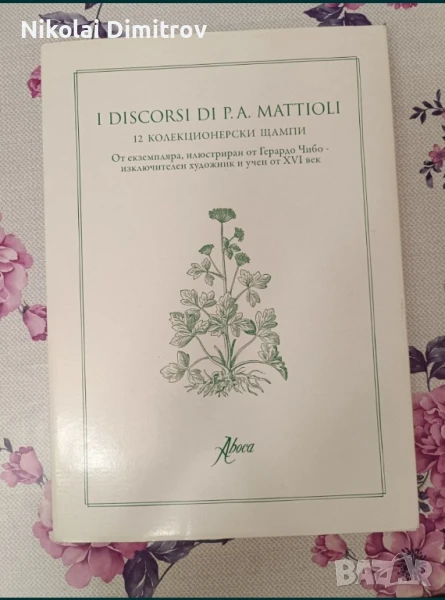 Nikolai Dimitrov
I DISCORSI DI P. A. MATTIOLI
12 КОЛЕКЦИОНЕРСКИ ЩАМПИ
От екземпляра, илюстриран от Герардо Чибо -
изключителен художник и учен от XVI век
Aboca
BAZAR